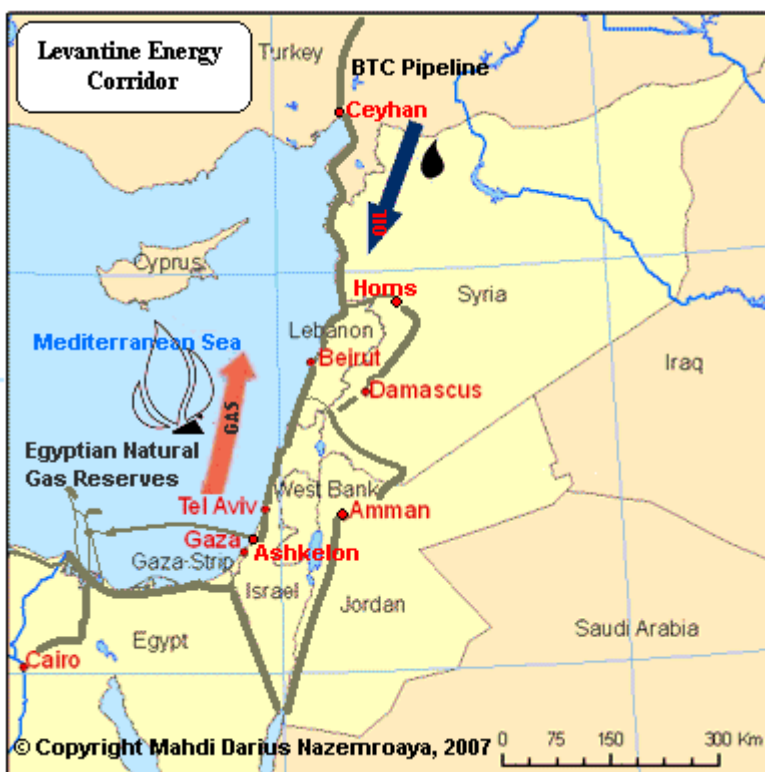 Levantine Energy
Corridor
Turkey
BTC Pipeline
Ceyhan
OIL
Cyprus
Homs
Syria
Lebanon
Mediterranean Sea
Beirut
Iraq
Damascus
GAS
Egyptian Natural
Gas Reserves
West Bank
Tel Aviv
Amman
Gaza
Ashkelon
Gaza-Strip
Israel
Jordan
Saudi Arabia
Egypt
Cairo
© Copyright Mahdi Darius Nazemroaya, 2007
0 75 150 300 Km